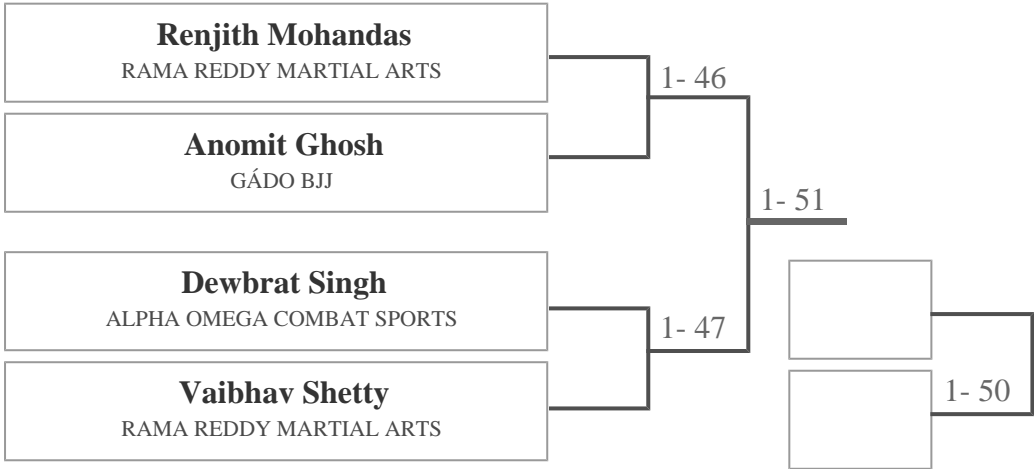 Renjith Mohandas
RAMA REDDY MARTIAL ARTS
1- 46
Anomit Ghosh
GÁDO BJJ
1- 51
Dewbrat Singh
ALPHA OMEGA COMBAT SPORTS
1- 47
Vaibhav Shetty
RAMA REDDY MARTIAL ARTS
1- 50